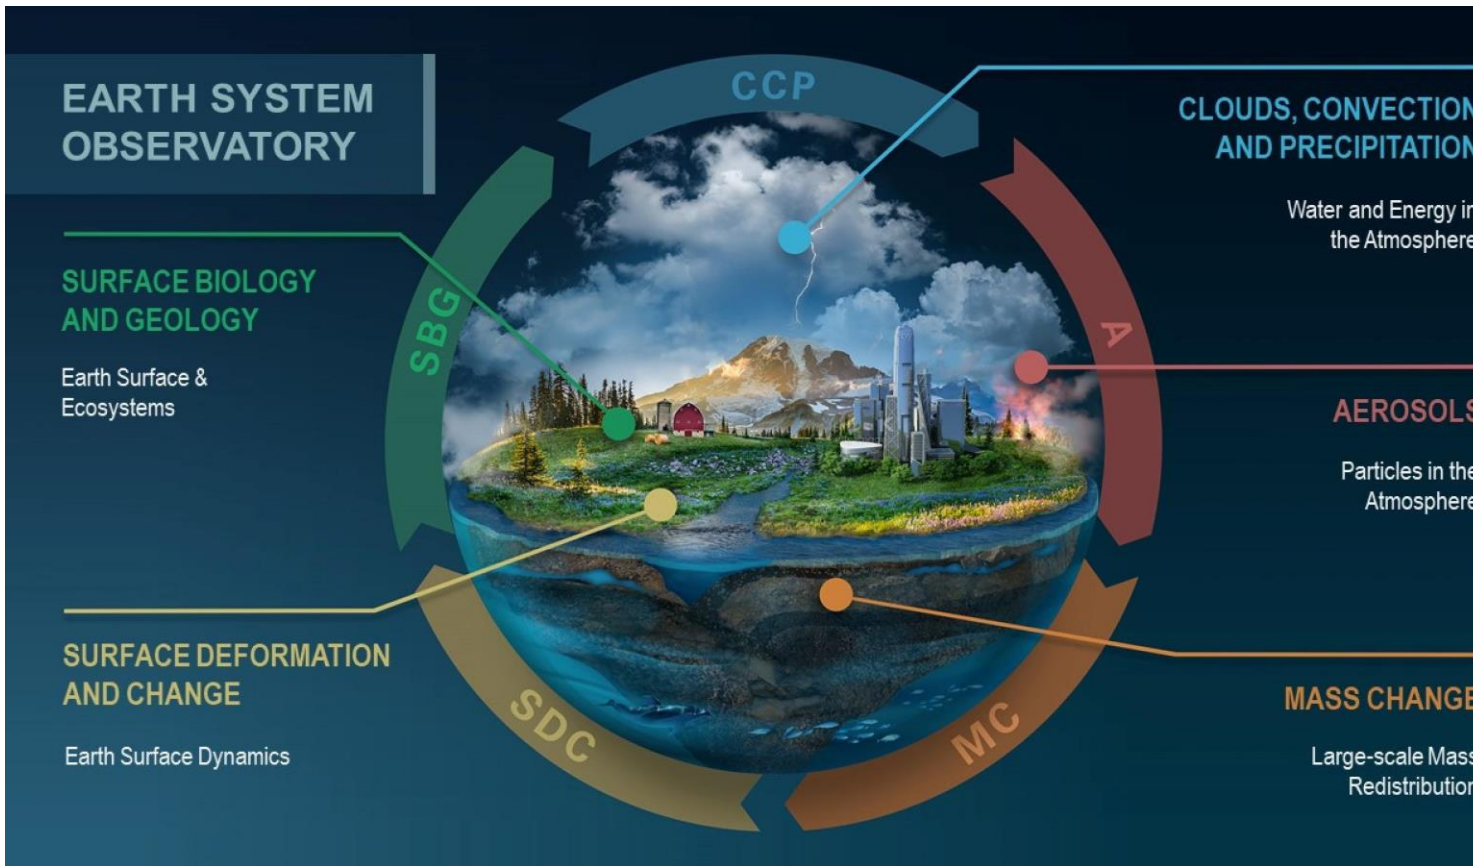 EARTH SYSTEM
OBSERVATORY
CCP
CLOUDS, CONVECTION
AND PRECIPITATION
Water and Energy in
the Atmosphere
SURFACE BIOLOGY
AND GEOLOGY
Earth Surface &
Ecosystems
SBG
A
AEROSOLS
Particles in the
Atmosphere
SURFACE DEFORMATION
AND CHANGE
Earth Surface Dynamics
SDC
MC
MASS CHANGE
Large-scale Mass
Redistribution